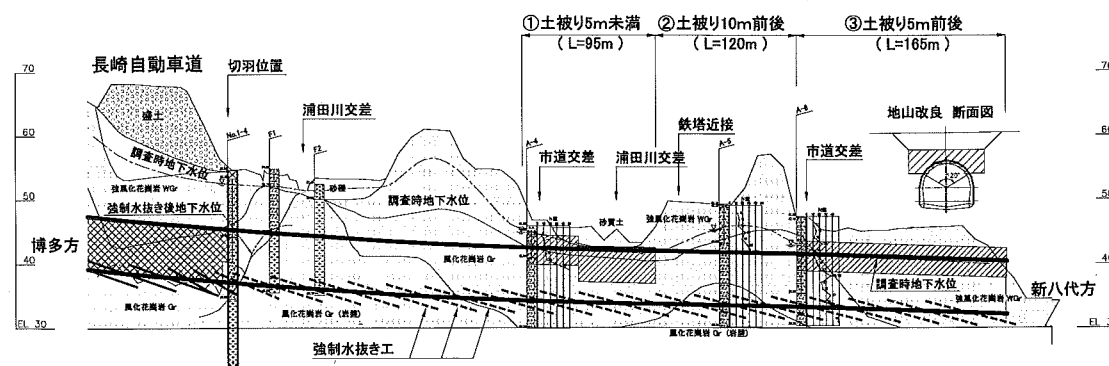 ①土被り5m未満
②土被り10m前後
③土被り5m前後
(L=95m)
(L=120m)
(L=165m)
70
長崎自動車道
切羽位置
浦田川交差
鉄塔近接
地山改良 断面図
盛土
No.1-4
F1
F2
A-4
A-5
A-6
市道交差
浦田川交差
市道交差
120°
60
60
調査時地下水位
砂礫
強風化花崗岩 WGr
調査時地下水位
砂質土
強風化花崗岩 WGr
50
強制水抜き後地下水位
博多方
風化花崗岩 Gr
40
40
調査時地下水位
新八代方
強風化花崗岩 WGr
風化花崗岩 Gr
風化花崗岩 Gr (岩盤)
風化花崗岩 Gr (岩盤)
EL 30
強制水抜き工